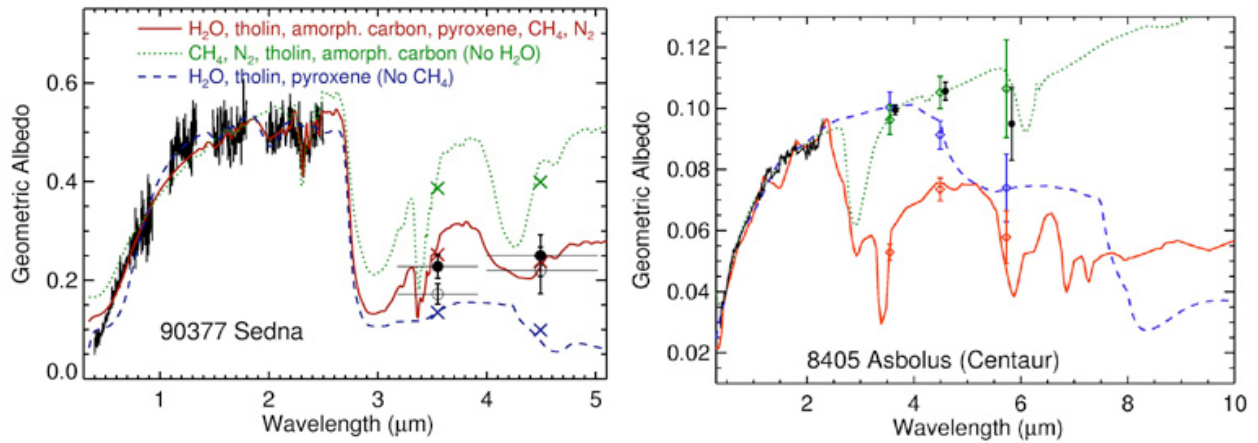 H₂O, tholin, amorph. carbon, pyroxene, CH₄, N₂
CH₄, N₂, tholin, amorph. carbon (No H₂O)
H₂O, tholin, pyroxene (No CH₄)
Geometric Albedo
0.6
0.4
0.2
0.0
90377 Sedna
1 2 3 4 5
Wavelength (μm)
Geometric Albedo
0.12
0.10
0.08
0.06
0.04
0.02
8405 Asbolus (Centaur)
2 4 6 8 10
Wavelength (μm)